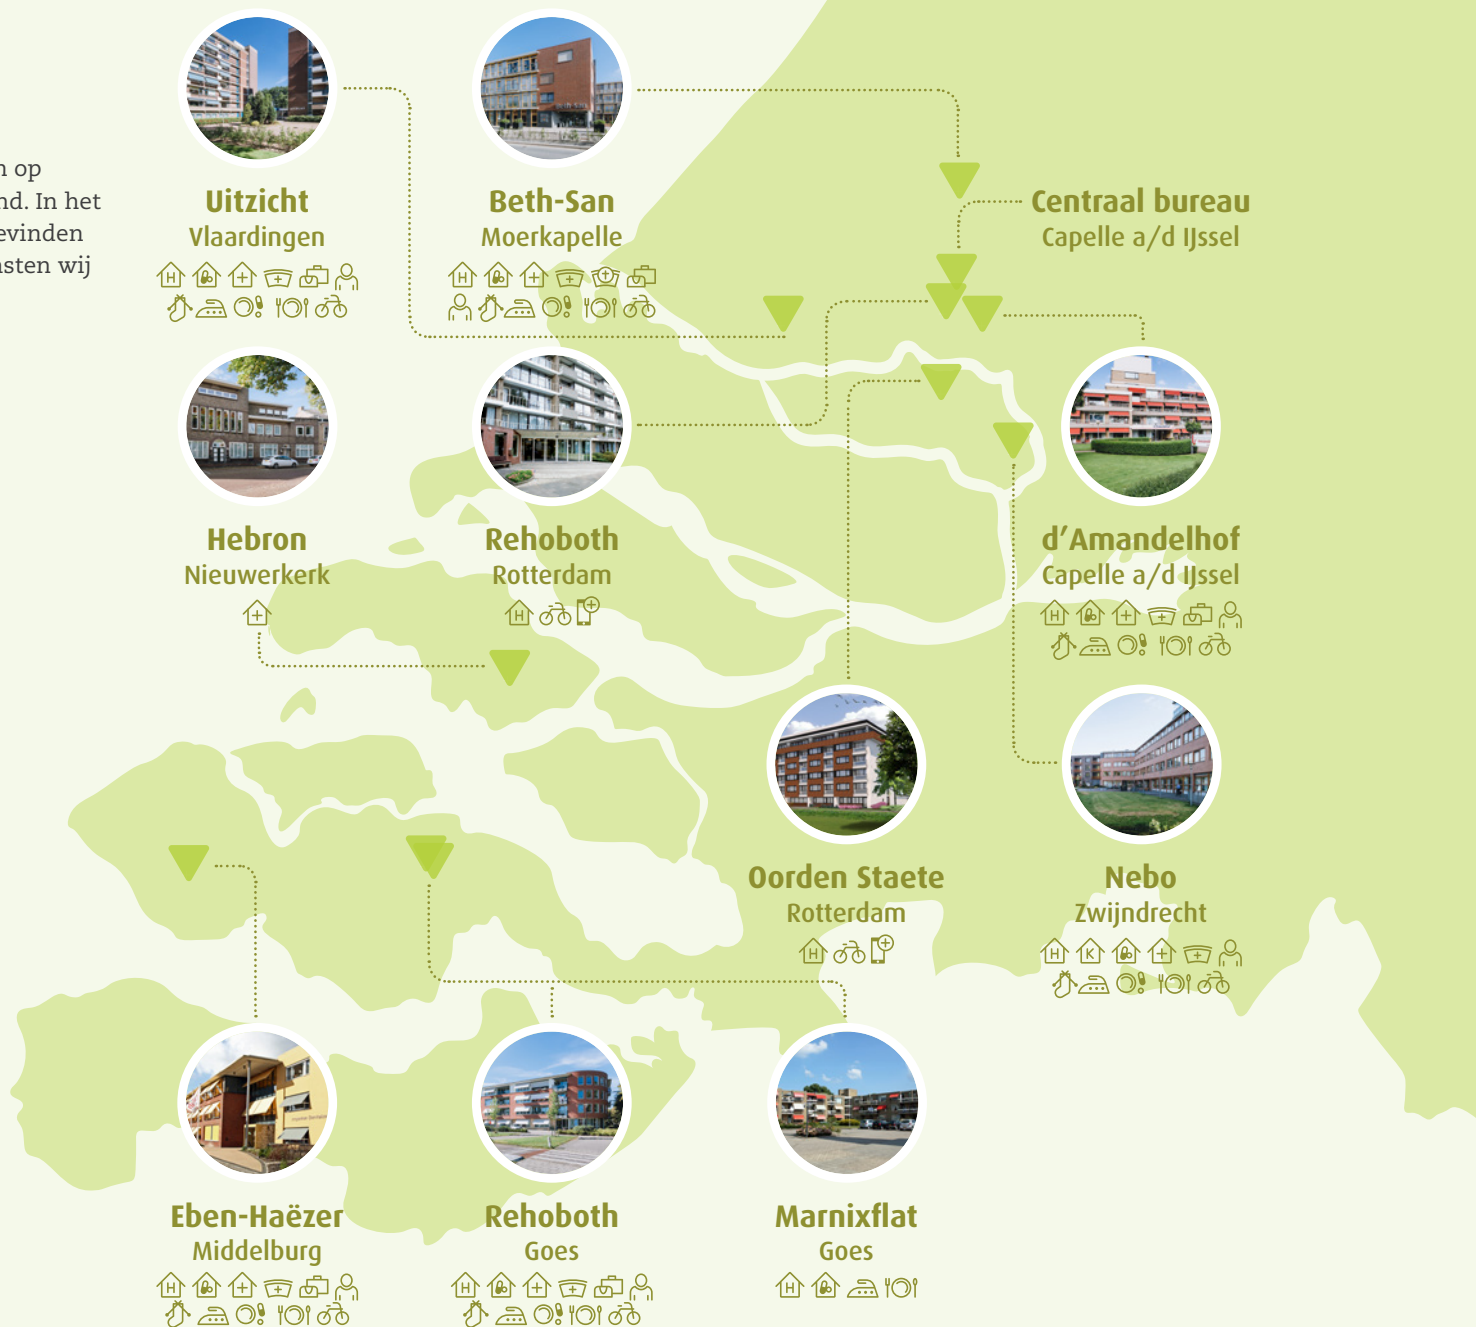 n op
nd. In het
evinden
nsten wij
Uitzicht
Vlaardingen
Beth-San
Moerkapelle
Centraal bureau
Capelle a/d IJssel
Hebron
Nieuwerkerk
Rehoboth
Rotterdam
d’Amandelhof
Capelle a/d IJssel
Oorden Staete
Rotterdam
Nebo
Zwijndrecht
Eben-Haëzer
Middelburg
Rehoboth
Goes
Marnixflat
Goes